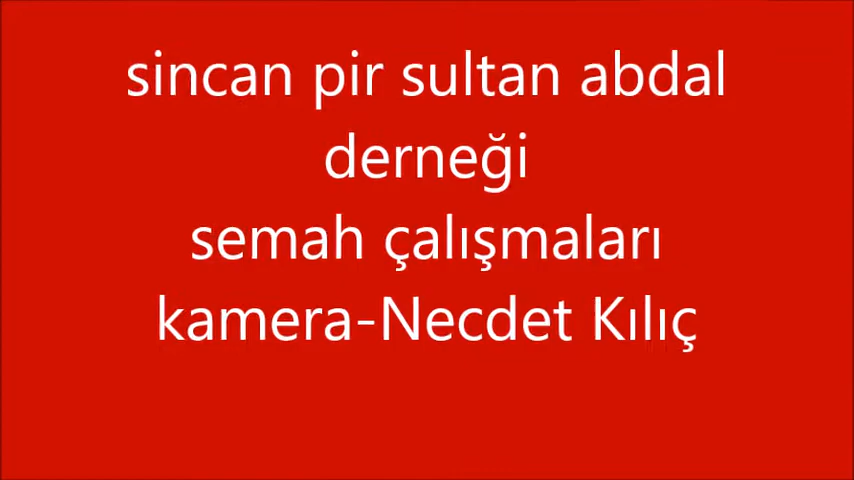 sincan pir sultan abdal
derneği
semah çalışmaları
kamera-Necdet Kılıç